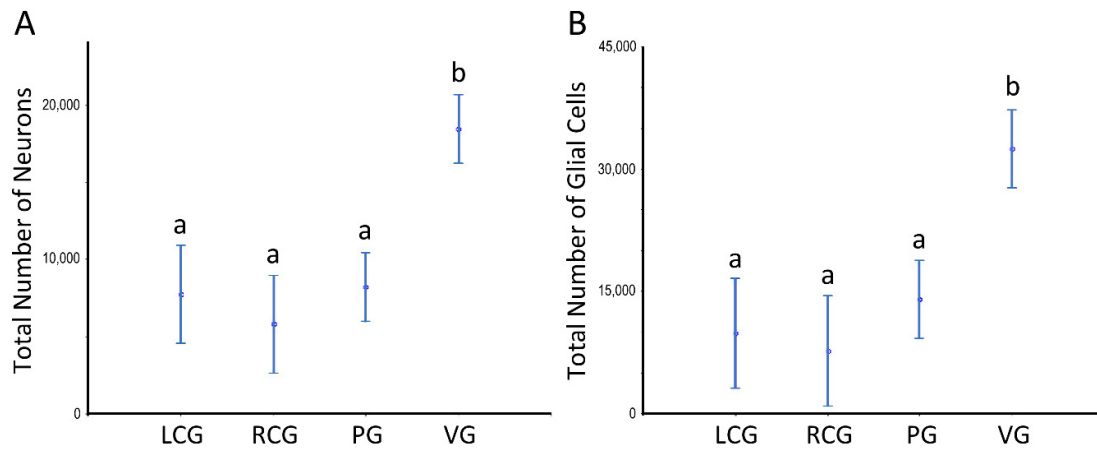 A
Total Number of Neurons
20,000
10,000
0
a
a
a
b
LCG
RCG
PG
VG
B
Total Number of Glial Cells
45,000
30,000
15,000
0
a
a
a
b
LCG
RCG
PG
VG